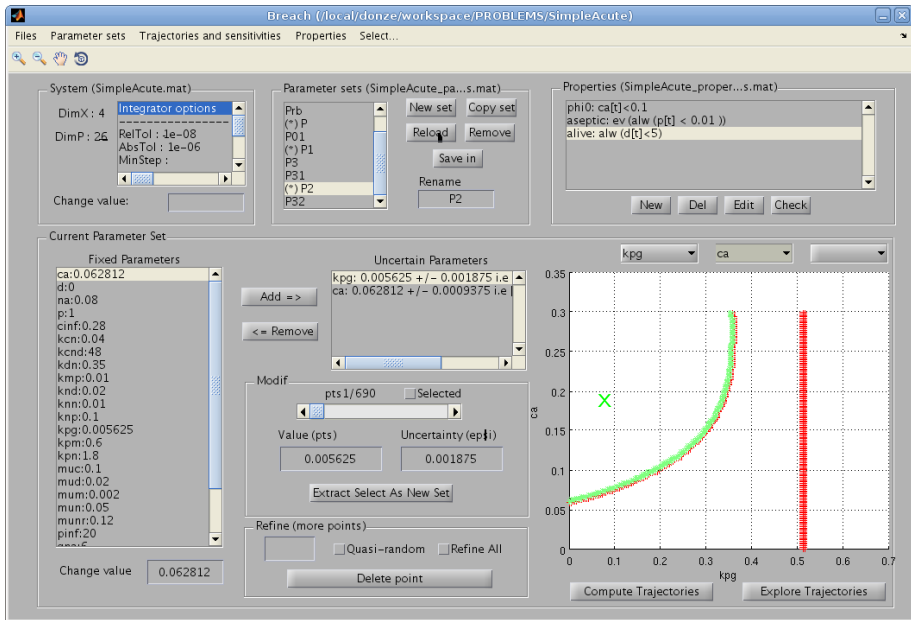 Breach (/local/donze/workspace/PROBLEMS/SimpleAcute)
Files Parameter sets Trajectories and sensitivities Properties Select...
System (SimpleAcute.mat)
DimX : 4
DimP : 26
Integrator options
--------------------
RelTol : 1e-08
AbsTol : 1e-06
MinStep :
Change value:
Parameter sets (SimpleAcute_pa...s.mat)
Prb
(*) P
P01
(*) P1
P3
P31
(*) P2
P32
New set Copy set
Reload Remove
Save in
Rename
P2
Properties (SimpleAcute_proper...s.mat)
phi0: ca[t]<0.1
aseptic: ev (alw (p[t] < 0.01 ))
alive: alw (d[t]<5)
New Del Edit Check
Current Parameter Set
Fixed Parameters
ca:0.062812
d:0
na:0.08
p:1
cinf:0.28
kcn:0.04
kcnd:48
kdn:0.35
kmp:0.01
knd:0.02
knn:0.01
knp:0.1
kpg:0.005625
kpm:0.6
kpn:1.8
muc:0.1
mud:0.02
mum:0.002
mun:0.05
munr:0.12
pinf:20
Change value 0.062812
Add =>
<= Remove
Uncertain Parameters
kpg: 0.005625 +/- 0.001875 i.e
ca: 0.062812 +/- 0.0009375 i.e [
Modif
pts1/690 Selected
Value (pts) Uncertainty (epsi)
0.005625 0.001875
Extract Select As New Set
Refine (more points)
Quasi-random Refine All
Delete point
kpg ca
0.35
0.3
0.25
0.2
0.15
0.1
0.05
0
ca
0 0.1 0.2 0.3 0.4 0.5 0.6 0.7
kpg
Compute Trajectories Explore Trajectories